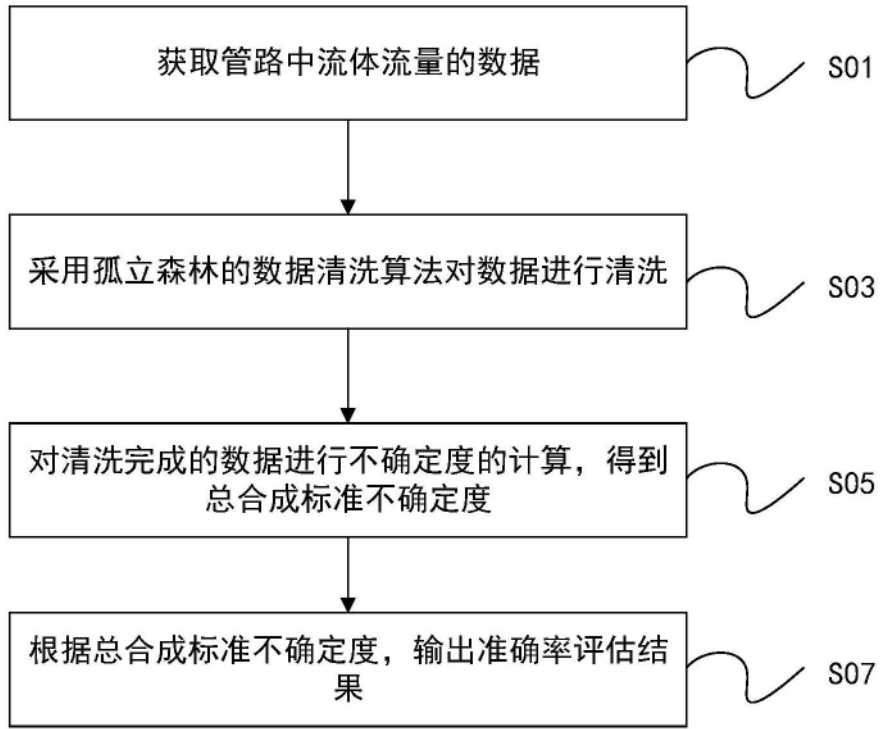 获取管路中流体流量的数据
S01
采用孤立森林的数据清洗算法对数据进行清洗
S03
对清洗完成的数据进行不确定度的计算，得到
总合成标准不确定度
S05
根据总合成标准不确定度，输出准确率评估结
果
S07